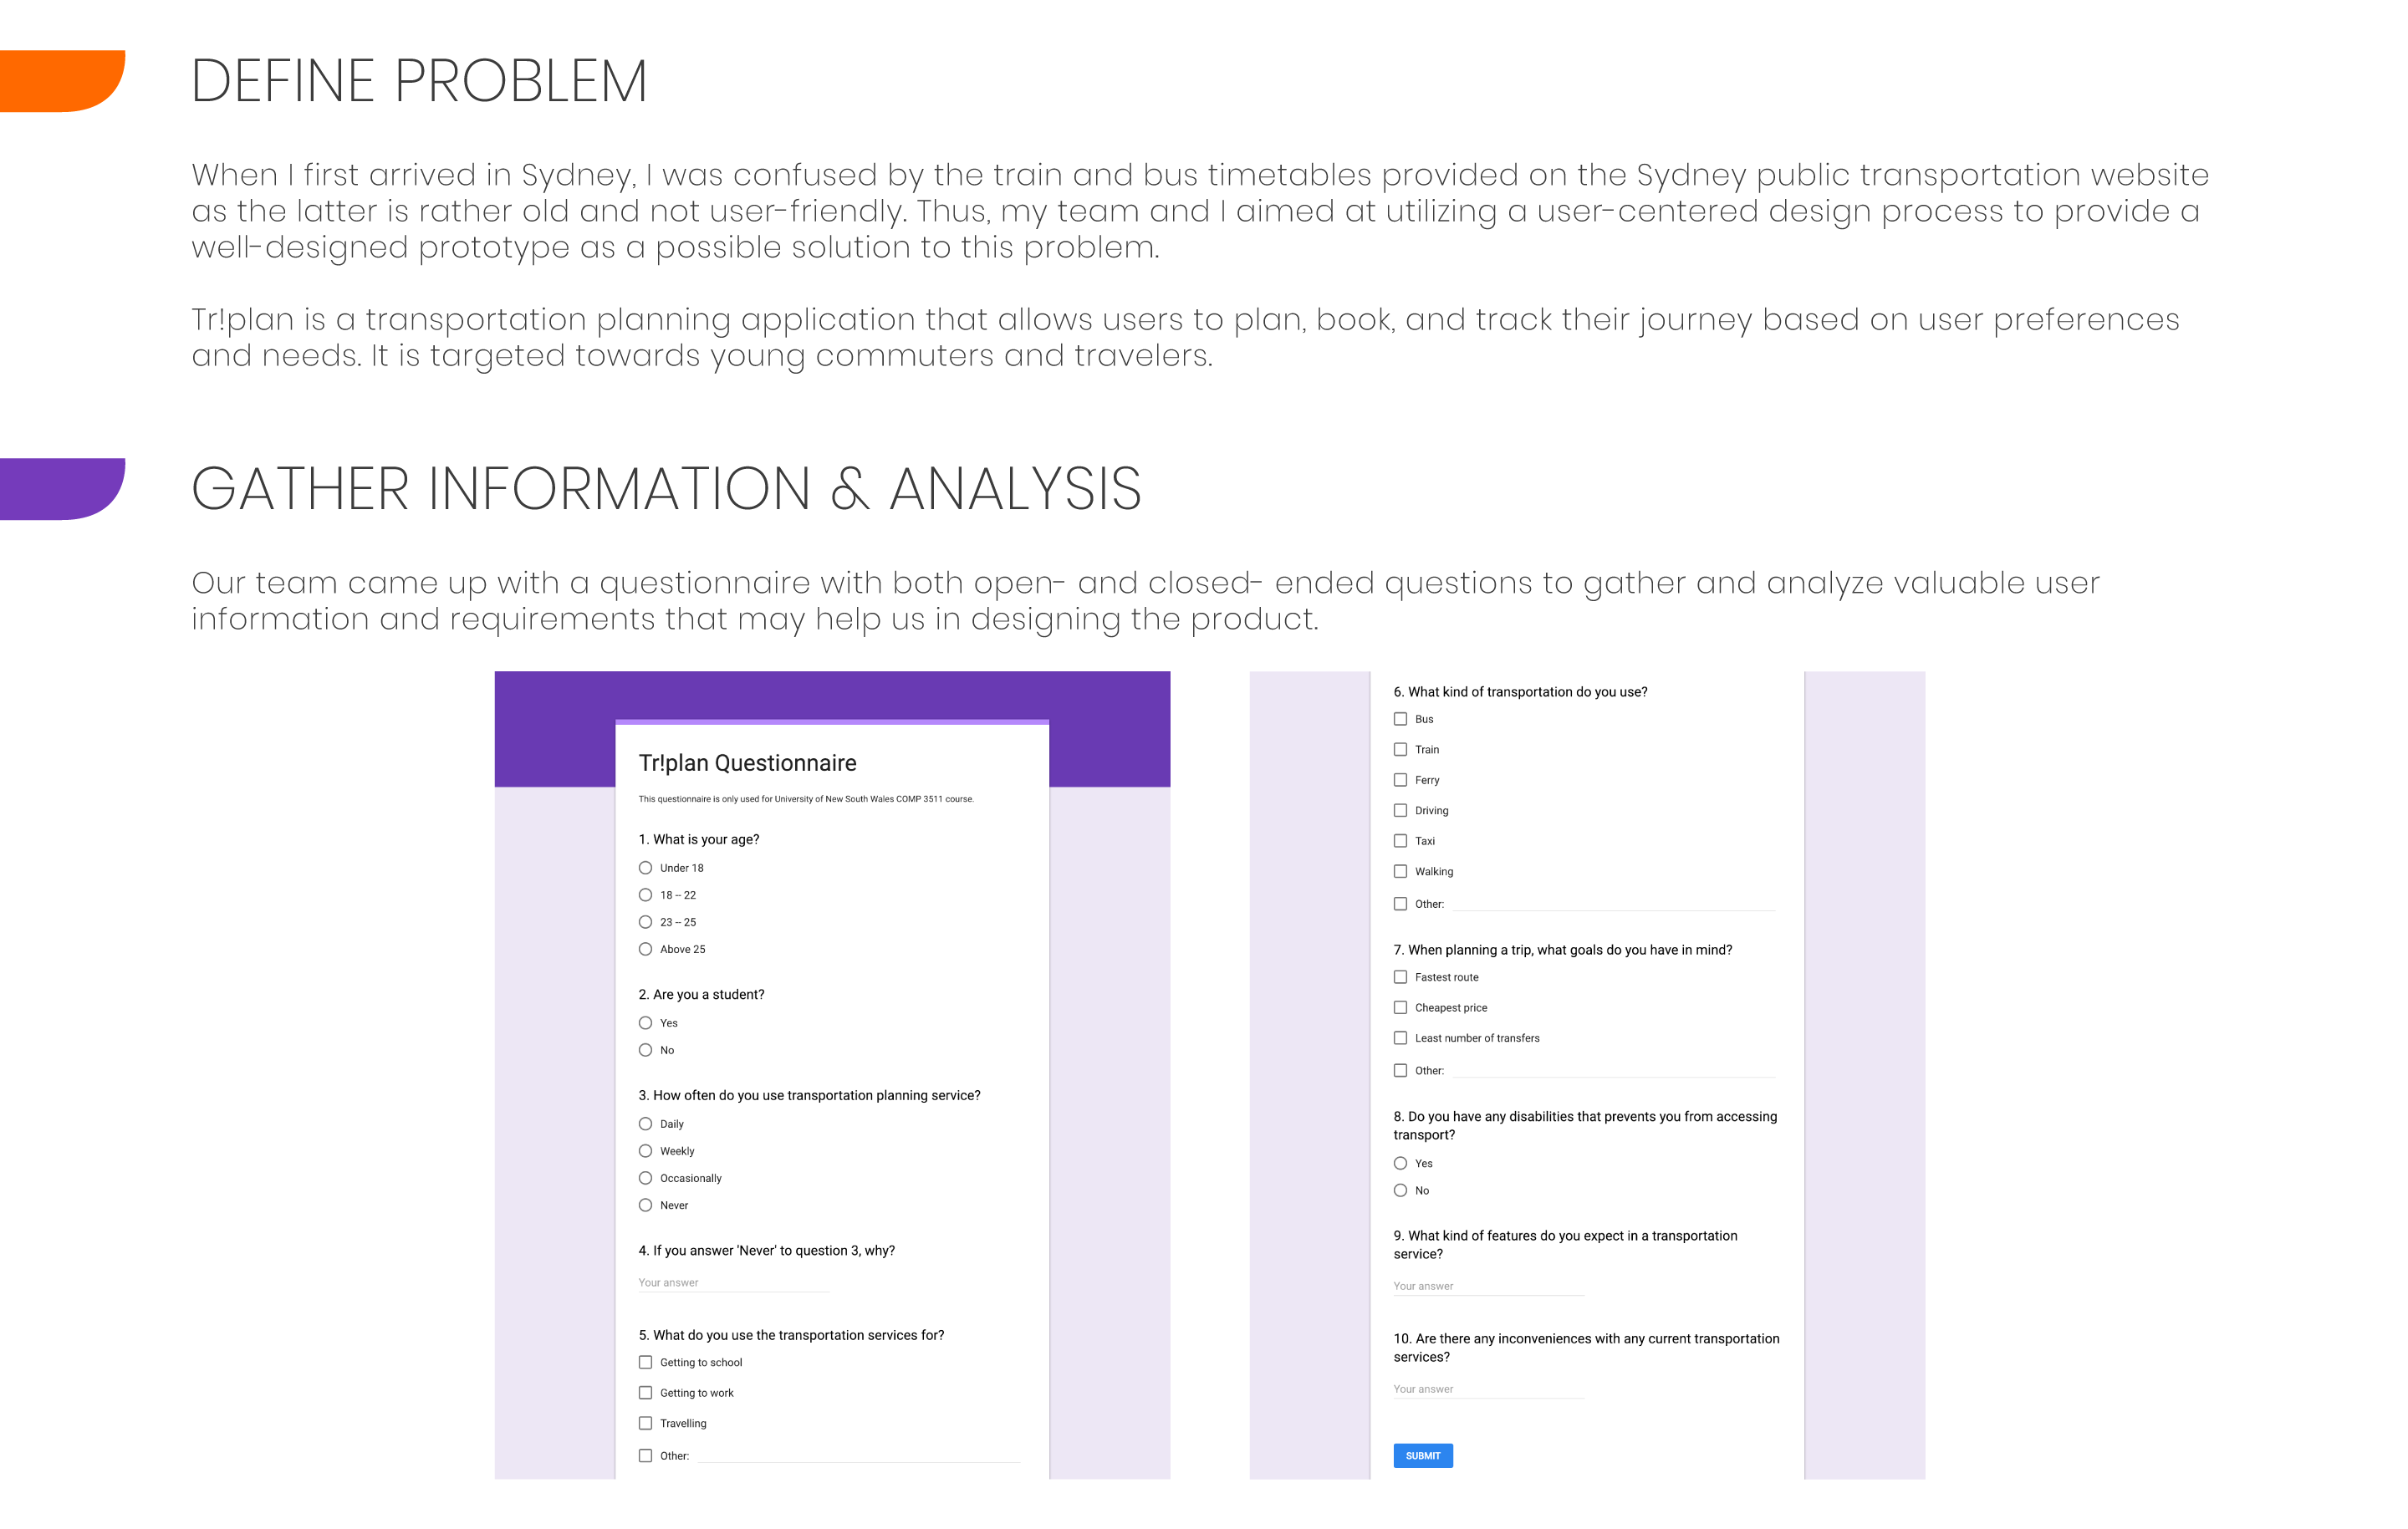 DEFINE PROBLEM
When I first arrived in Sydney, I was confused by the train and bus timetables provided on the Sydney public transportation website
as the latter is rather old and not user-friendly. Thus, my team and I aimed at utilizing a user-centered design process to provide a
well-designed prototype as a possible solution to this problem.
Tr!plan is a transportation planning application that allows users to plan, book, and track their journey based on user preferences
and needs. It is targeted towards young commuters and travelers.
GATHER INFORMATION & ANALYSIS
Our team came up with a questionnaire with both open- and closed- ended questions to gather and analyze valuable user
information and requirements that may help us in designing the product.
Tr!plan Questionnaire
This questionnaire is only used for University of New South Wales COMP 3511 course.
1. What is your age?
Under 18
18 -- 22
23 -- 25
Above 25
2. Are you a student?
Yes
No
3. How often do you use transportation planning service?
Daily
Weekly
Occasionally
Never
4. If you answer 'Never' to question 3, why?
Your answer
5. What do you use the transportation services for?
Getting to school
Getting to work
Travelling
Other:
6. What kind of transportation do you use?
Bus
Train
Ferry
Driving
Taxi
Walking
Other:
7. When planning a trip, what goals do you have in mind?
Fastest route
Cheapest price
Least number of transfers
Other:
8. Do you have any disabilities that prevents you from accessing
transport?
Yes
No
9. What kind of features do you expect in a transportation
service?
Your answer
10. Are there any inconveniences with any current transportation
services?
Your answer
SUBMIT